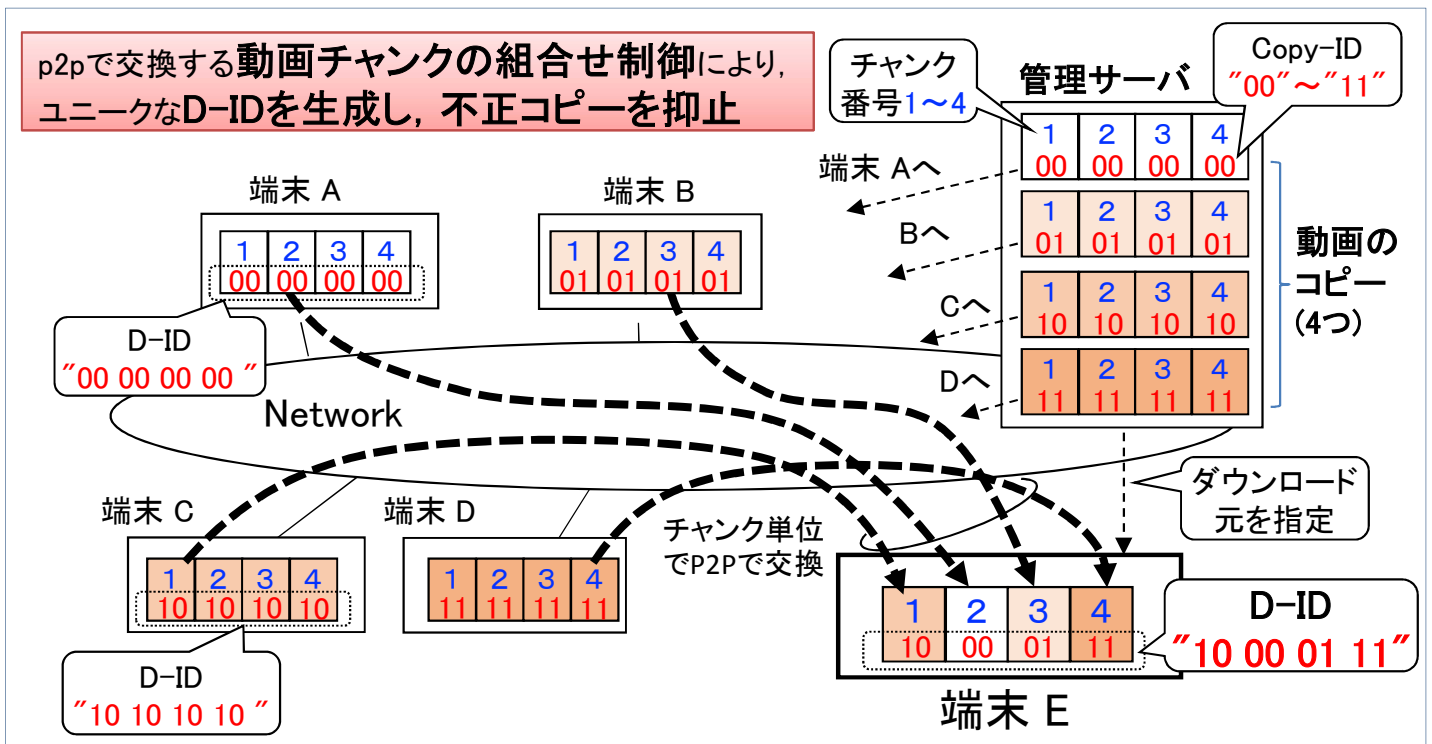 p2pで交換する動画チャンクの組合せ制御により,
ユニークなD-IDを生成し, 不正コピーを抑止
チャンク
番号1～4
管理サーバ
Copy-ID
"00"～"11"
1 2 3 4
00 00 00 00
端末 Aへ
1 2 3 4
01 01 01 01
Bへ
1 2 3 4
10 10 10 10
Cへ
1 2 3 4
11 11 11 11
Dへ
動画の
コピー
(4つ)
端末 A
1 2 3 4
00 00 00 00
D-ID
"00 00 00 00 "
端末 B
1 2 3 4
01 01 01 01
Network
端末 C
1 2 3 4
10 10 10 10
D-ID
"10 10 10 10 "
端末 D
1 2 3 4
11 11 11 11
チャンク単位
でP2Pで交換
ダウンロード
元を指定
1 2 3 4
10 00 01 11
D-ID
"10 00 01 11"
端末 E